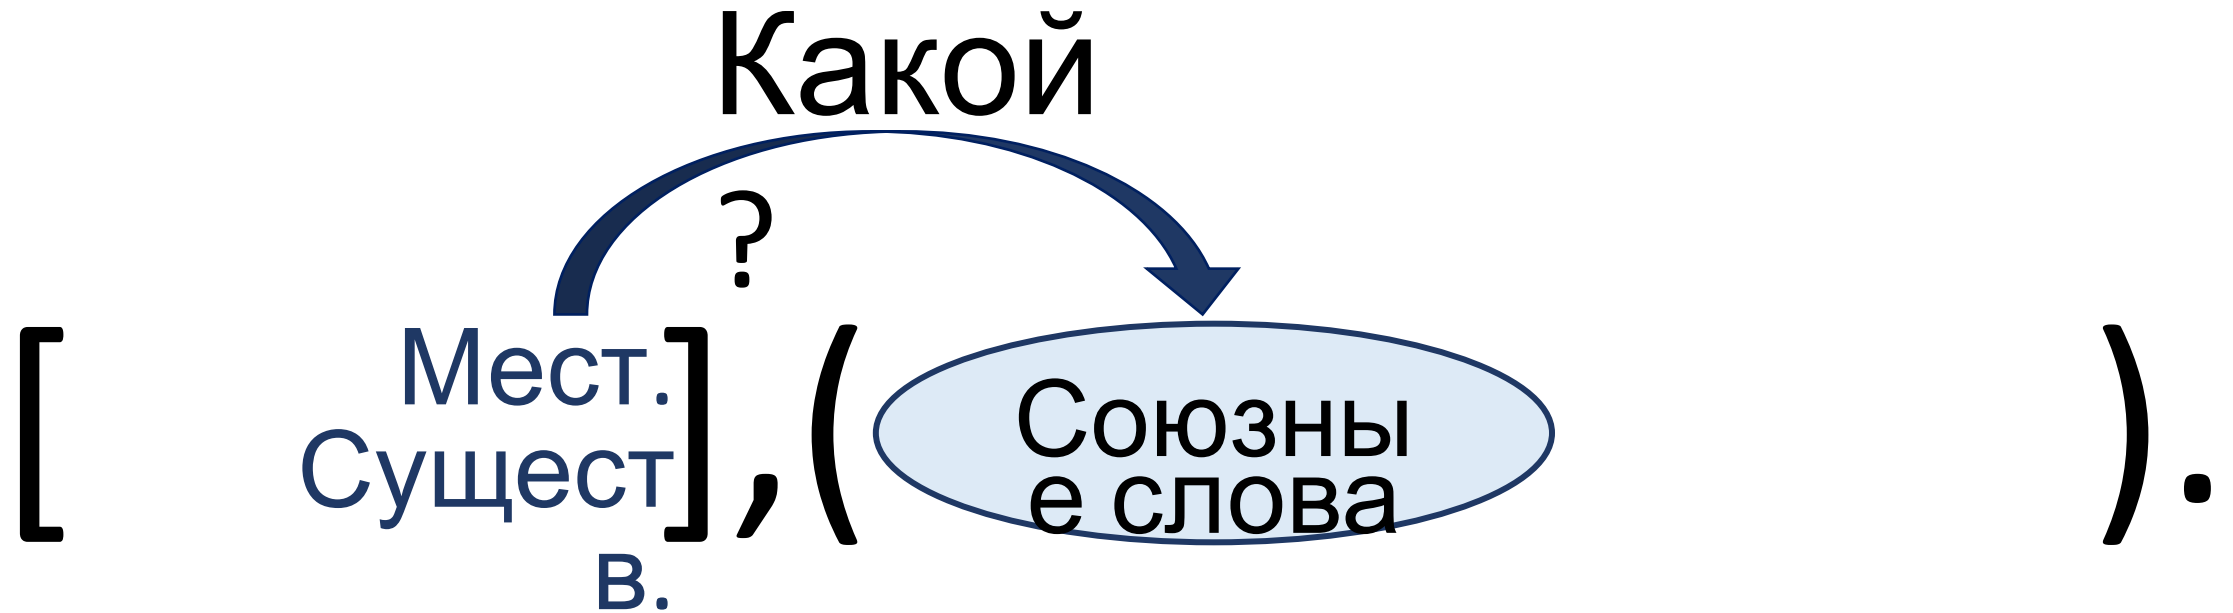 Какой
?
[ Мест. ], ( Союзны ).
Сущест е слова
в.